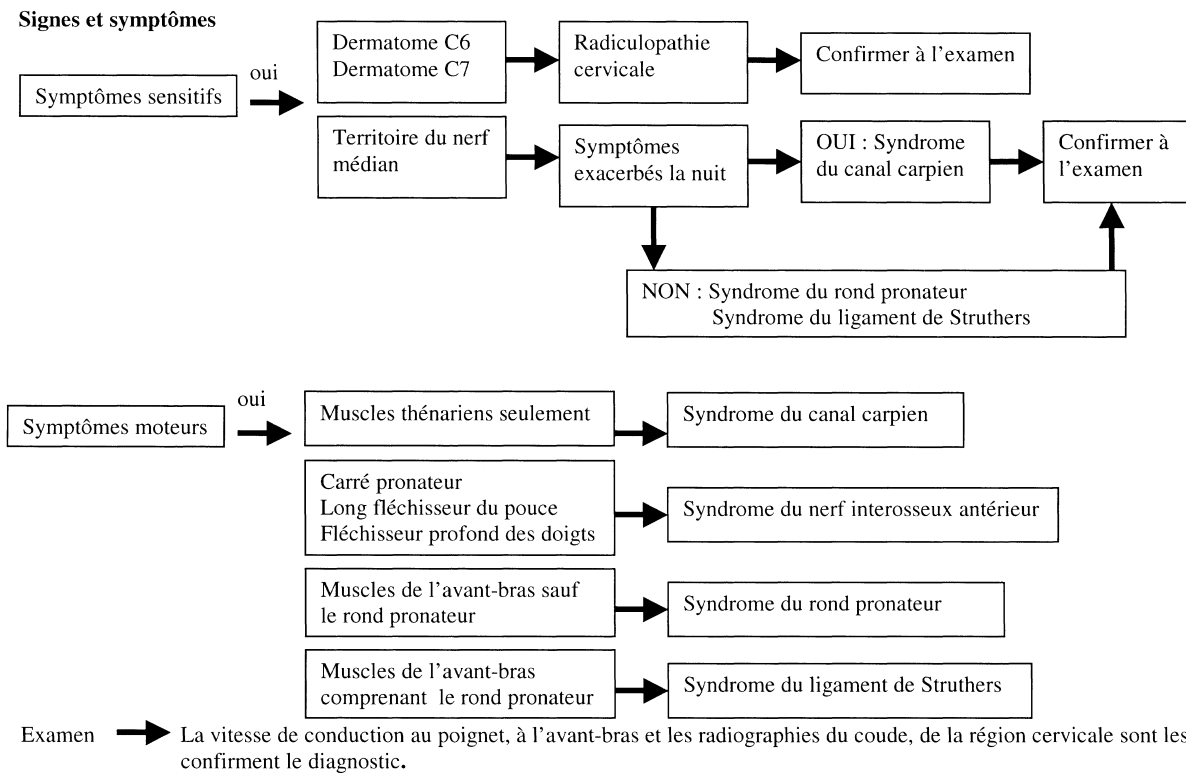 Signes et symptômes
Symptômes sensitifs
oui
Dermatome C6
Dermatome C7
Radiculopathie
cervicale
Confirmer à l'examen
Territoire du nerf
médian
Symptômes
exacerbés la nuit
OUI : Syndrome
du canal carpien
Confirmer à
l'examen
NON : Syndrome du rond pronateur
Syndrome du ligament de Struthers
Symptômes moteurs
oui
Muscles thénariens seulement
Syndrome du canal carpien
Carré pronateur
Long fléchisseur du pouce
Fléchisseur profond des doigts
Syndrome du nerf interosseux antérieur
Muscles de l'avant-bras sauf
le rond pronateur
Syndrome du rond pronateur
Muscles de l'avant-bras
comprenant le rond pronateur
Syndrome du ligament de Struthers
Examen
La vitesse de conduction au poignet, à l'avant-bras et les radiographies du coude, de la région cervicale sont les
confirment le diagnostic.